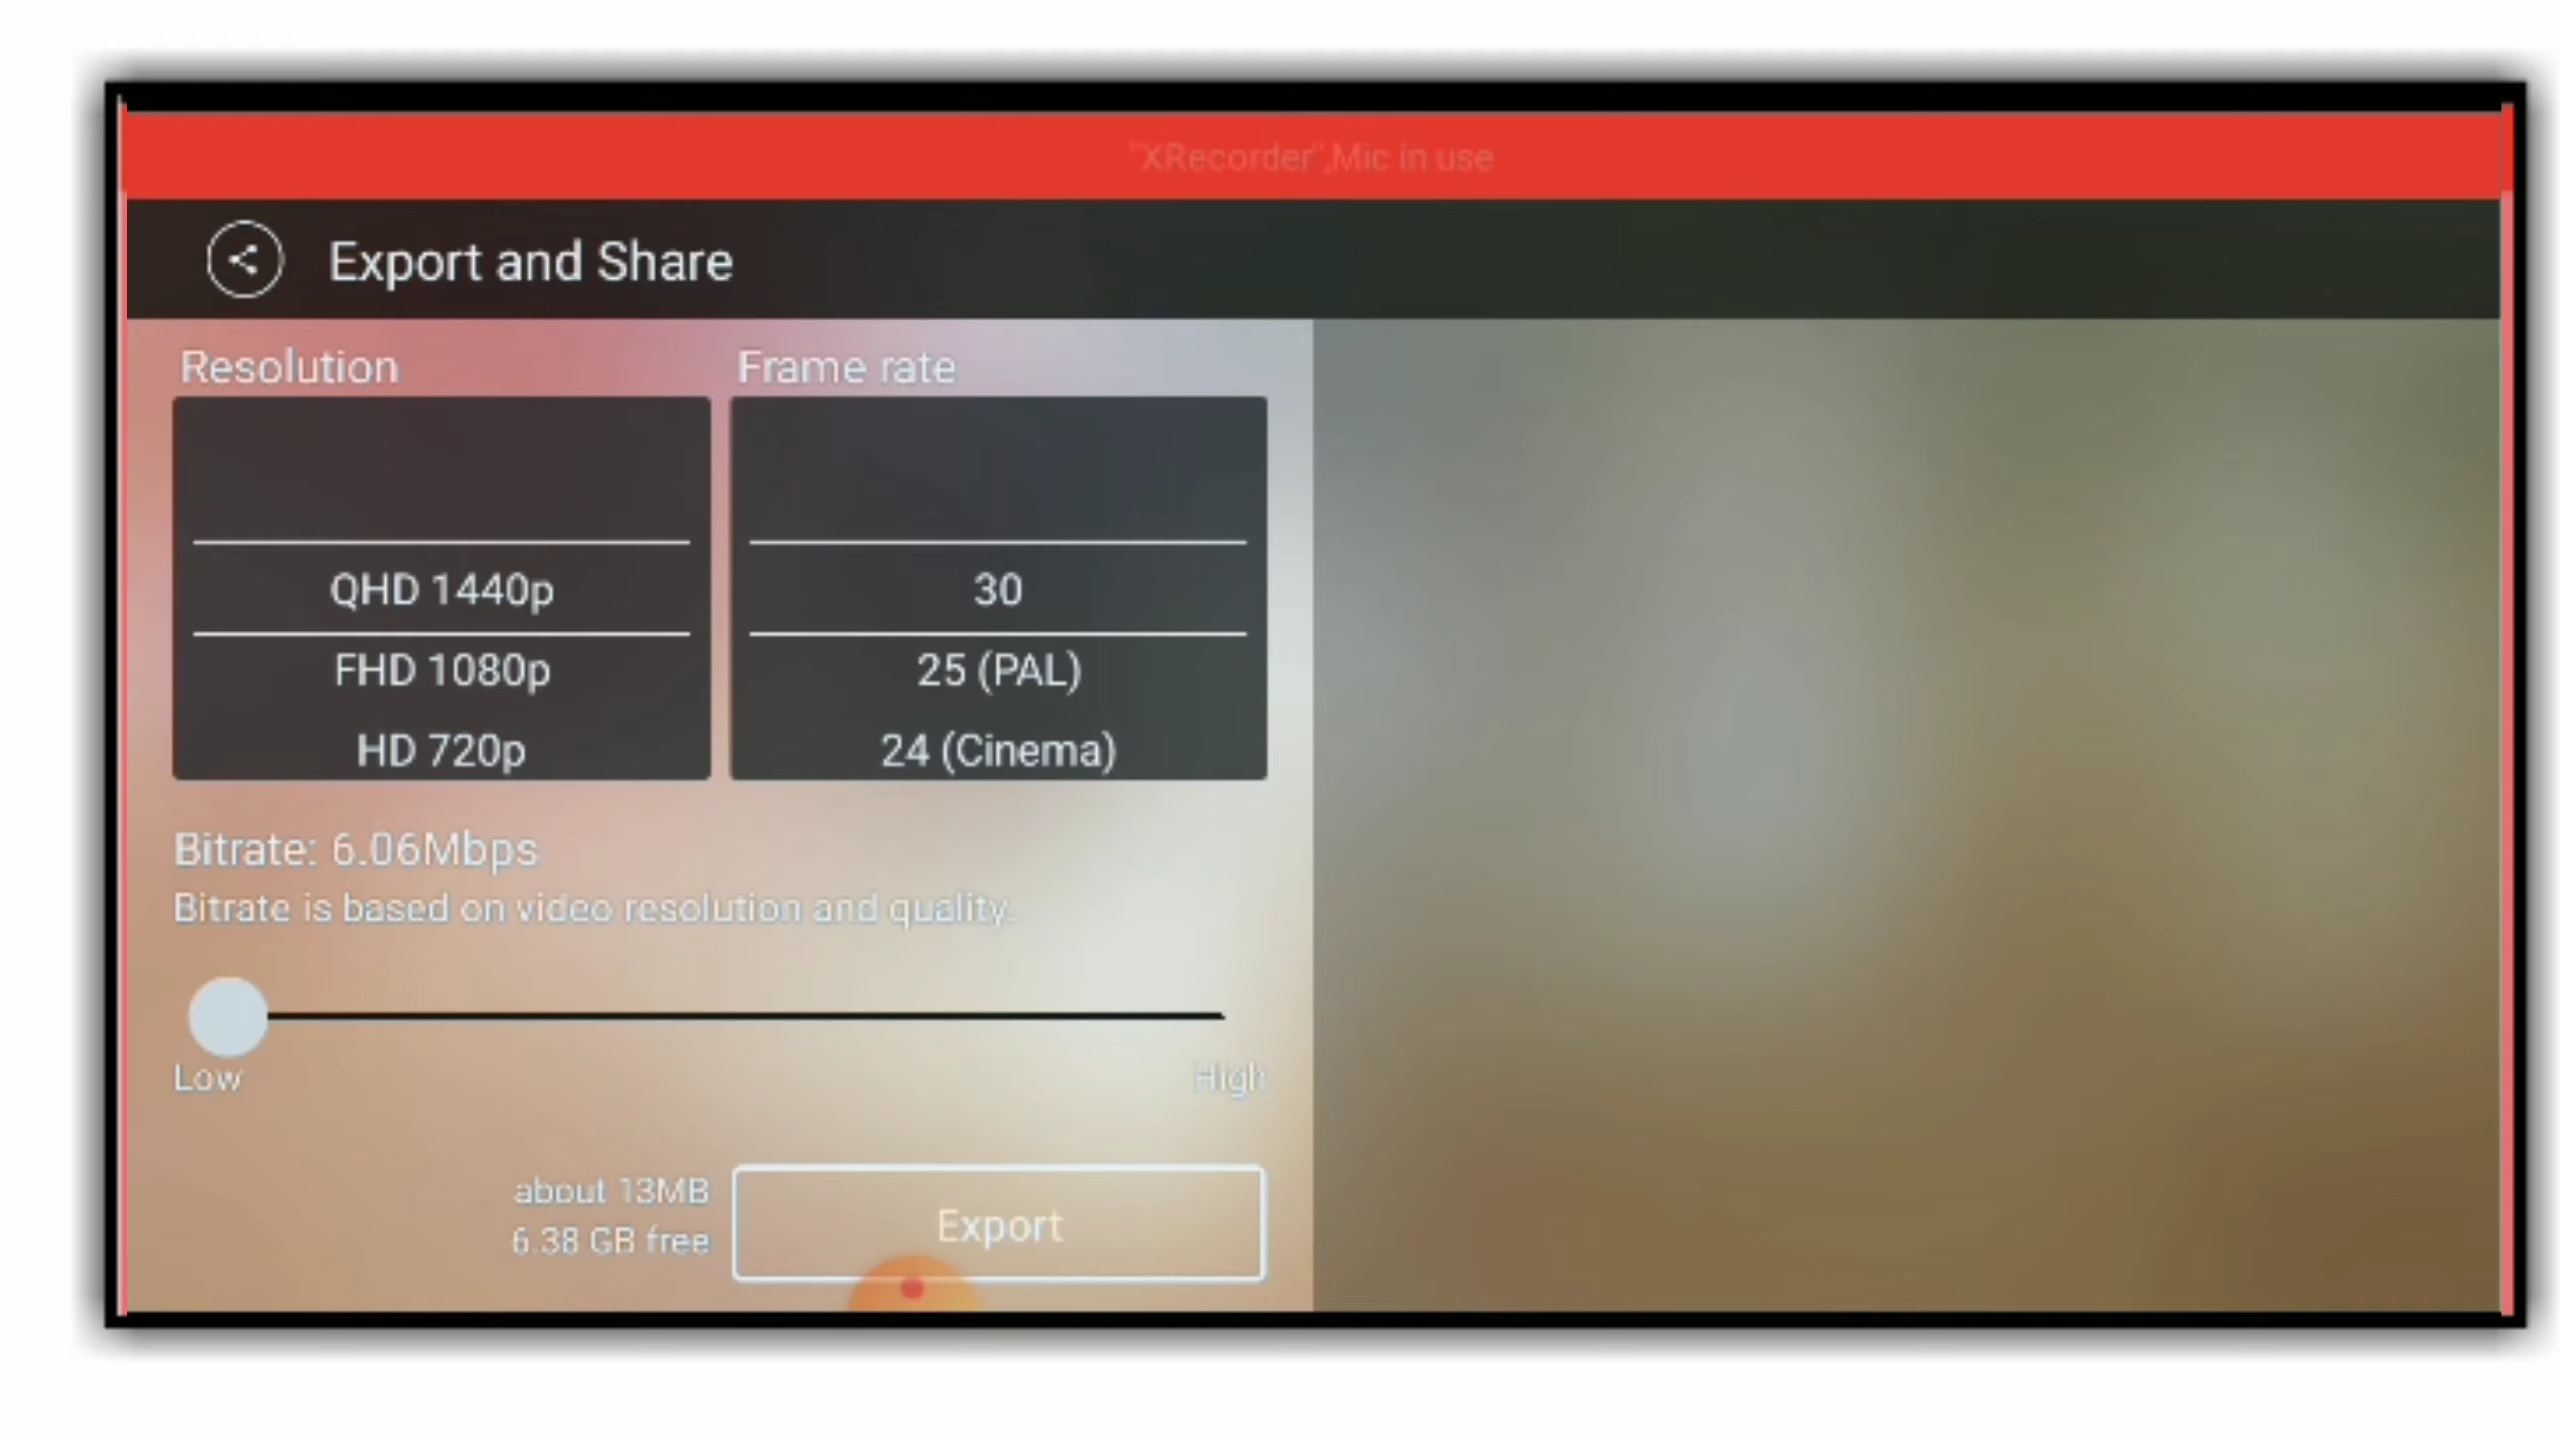 "XRecorder",Mic in use
Export and Share
Resolution
Frame rate
QHD 1440p
30
FHD 1080p
25 (PAL)
HD 720p
24 (Cinema)
Bitrate: 6.06Mbps
Bitrate is based on video resolution and quality.
Low
High
about 13MB
6.38 GB free
Export